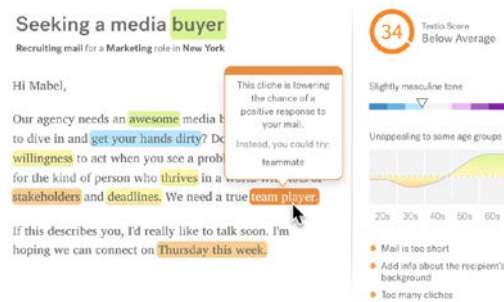 Seeking a media buyer
Recruiting mail for a Marketing role in New York
Hi Mabel,
Our agency needs an awesome media b
to dive in and get your hands dirty? Do
willingness to act when you see a prob
for the kind of person who thrives in a world with lots of
stakeholders and deadlines. We need a true team player.
If this describes you, I'd really like to talk soon. I'm
hoping we can connect on Thursday this week.
This cliche is lowering
the chance of a
positive response to
your mail.
Instead, you could try:
teammate
34
Textio Score
Below Average
Slightly masculine tone
Unappealing to some age groups
20s 30s 40s 50s 60s
Mail is too short
Add info about the recipient's
background
Too many cliches